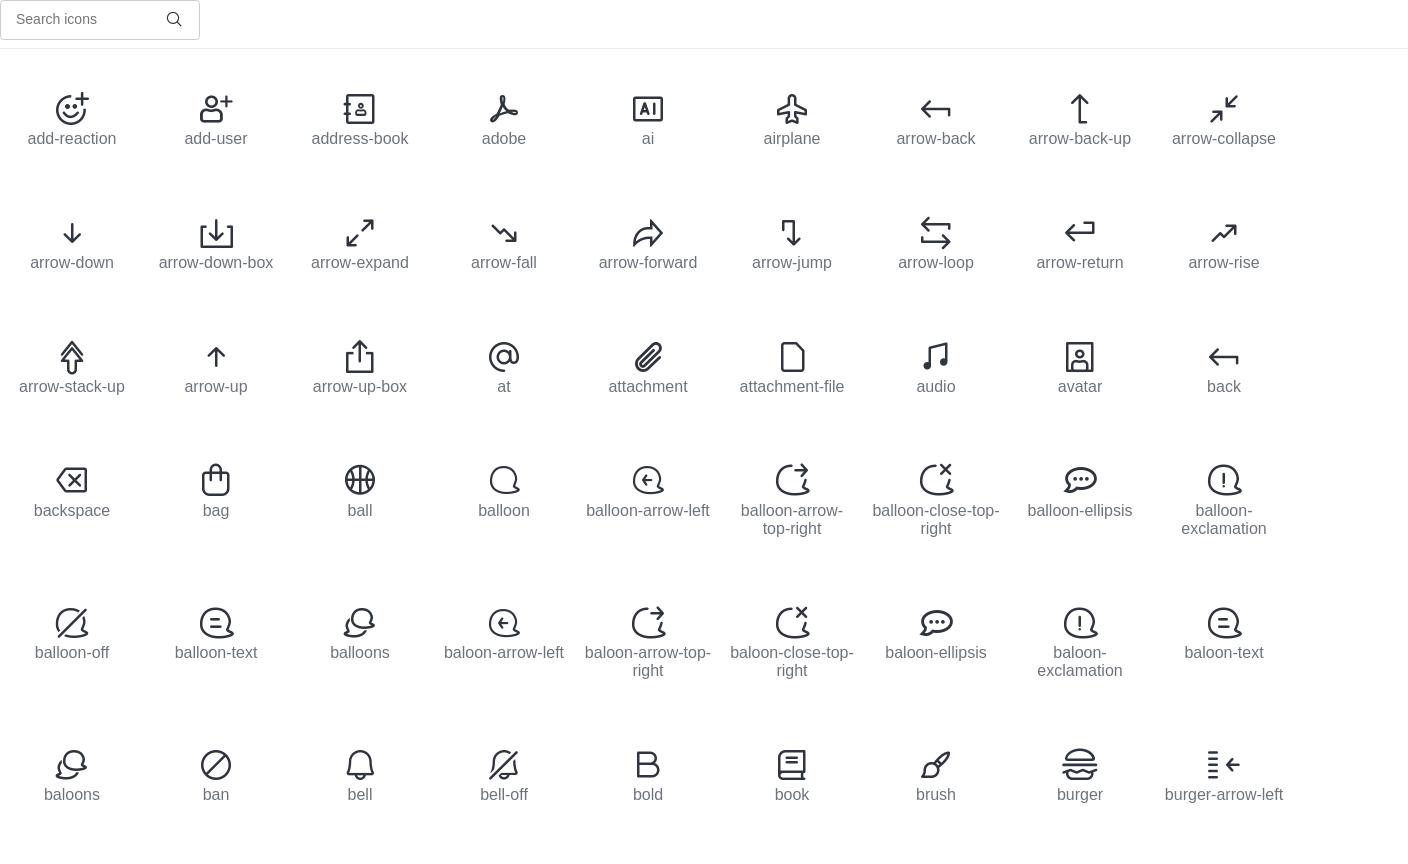 Search icons
add-reaction
add-user
address-book
adobe
AI
ai
airplane
arrow-back
arrow-back-up
arrow-collapse
arrow-down
arrow-down-box
arrow-expand
arrow-fall
arrow-forward
arrow-jump
arrow-loop
arrow-return
arrow-rise
arrow-stack-up
arrow-up
arrow-up-box
at
attachment
attachment-file
audio
avatar
back
backspace
bag
ball
balloon
balloon-arrow-left
balloon-arrow-
top-right
balloon-close-top-
right
balloon-ellipsis
balloon-
exclamation
balloon-off
balloon-text
balloons
baloon-arrow-left
baloon-arrow-top-
right
baloon-close-top-
right
baloon-ellipsis
baloon-
exclamation
baloon-text
baloons
ban
bell
bell-off
bold
book
brush
burger
burger-arrow-left